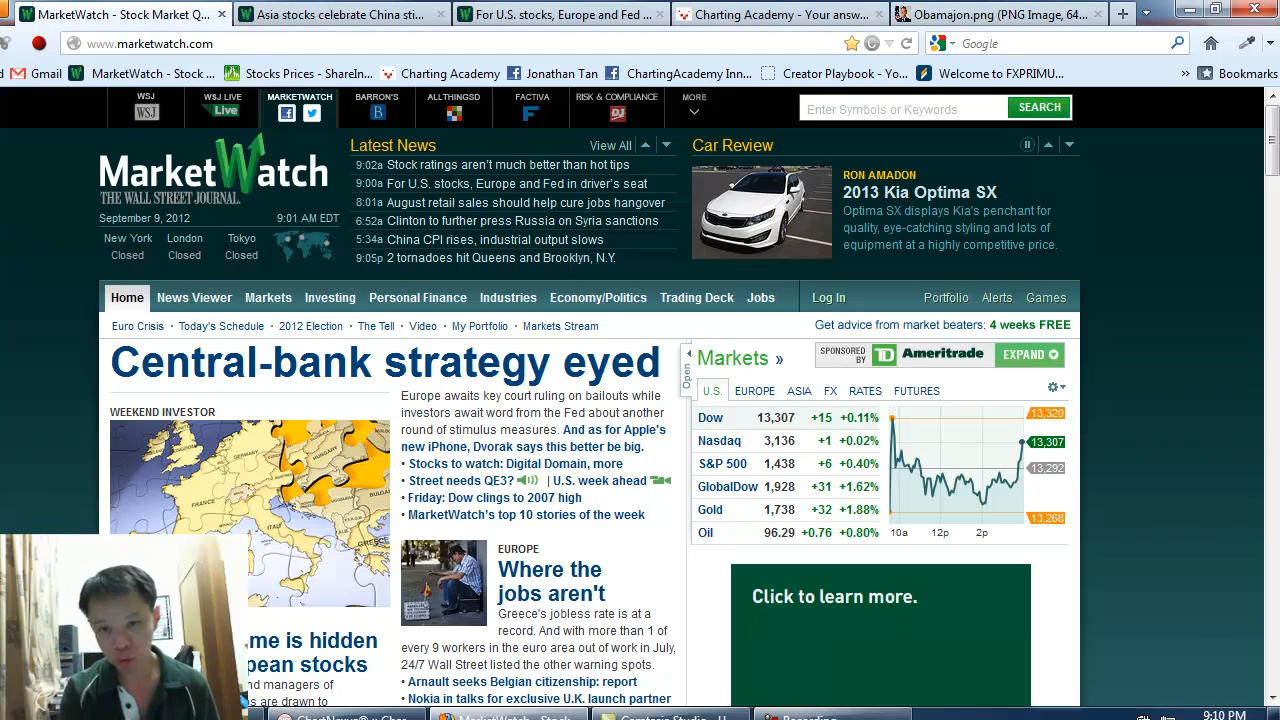 MarketWatch - Stock Market Q...
Asia stocks celebrate China sti...
For U.S. stocks, Europe and Fed ...
Charting Academy - Your answ...
Obamajon.png (PNG Image, 64...
www.marketwatch.com
Google
Gmail
MarketWatch - Stock ...
Stocks Prices - ShareIn...
Charting Academy
Jonathan Tan
ChartingAcademy Inn...
Creator Playbook - Yo...
Welcome to FXPRIMU...
»
Bookmarks
WSJ
WSJ LIVE
MARKETWATCH
BARRON'S
ALLTHINGSD
FACTIVA
RISK & COMPLIANCE
MORE
WSJ
Live
B
F
DJ
Enter Symbols or Keywords
SEARCH
MarketWatch
THE WALL STREET JOURNAL.
September 9, 2012
9:01 AM EDT
New York
Closed
London
Closed
Tokyo
Closed
Latest News
View All
9:02a Stock ratings aren't much better than hot tips
9:00a For U.S. stocks, Europe and Fed in driver's seat
8:01a August retail sales should help cure jobs hangover
6:52a Clinton to further press Russia on Syria sanctions
5:34a China CPI rises, industrial output slows
9:05p 2 tornadoes hit Queens and Brooklyn, N.Y.
Car Review
RON AMADON
2013 Kia Optima SX
Optima SX displays Kia's penchant for
quality, eye-catching styling and lots of
equipment at a highly competitive price.
Home
News Viewer
Markets
Investing
Personal Finance
Industries
Economy/Politics
Trading Deck
Jobs
Log In
Portfolio
Alerts
Games
Euro Crisis · Today's Schedule · 2012 Election · The Tell · Video · My Portfolio · Markets Stream
Get advice from market beaters: 4 weeks FREE
Central-bank strategy eyed
WEEKEND INVESTOR
GERMANY
FRANCE
ITALY
GREECE
Europe awaits key court ruling on bailouts while
investors await word from the Fed about another
round of stimulus measures. And as for Apple's
new iPhone, Dvorak says this better be big.
• Stocks to watch: Digital Domain, more
• Street needs QE3? | U.S. week ahead
• Friday: Dow clings to 2007 high
• MarketWatch's top 10 stories of the week
EUROPE
Where the
jobs aren't
Greece's jobless rate is at a
record. And with more than 1 of
every 9 workers in the euro area out of work in July,
24/7 Wall Street listed the other warning spots.
• Arnault seeks Belgian citizenship: report
• Nokia in talks for exclusive U.K. launch partner
me is hidden
pean stocks
nd managers of
s are drawn to
Open
Markets »
SPONSORED
BY
TD
Ameritrade
EXPAND
U.S.
EUROPE
ASIA
FX
RATES
FUTURES
Dow 13,307 +15 +0.11%
Nasdaq 3,136 +1 +0.02%
S&P 500 1,438 +6 +0.40%
GlobalDow 1,928 +31 +1.62%
Gold 1,738 +32 +1.88%
Oil 96.29 +0.76 +0.80%
13,320
13,307
13,292
13,268
10a
12p
2p
Click to learn more.
9:10 PM